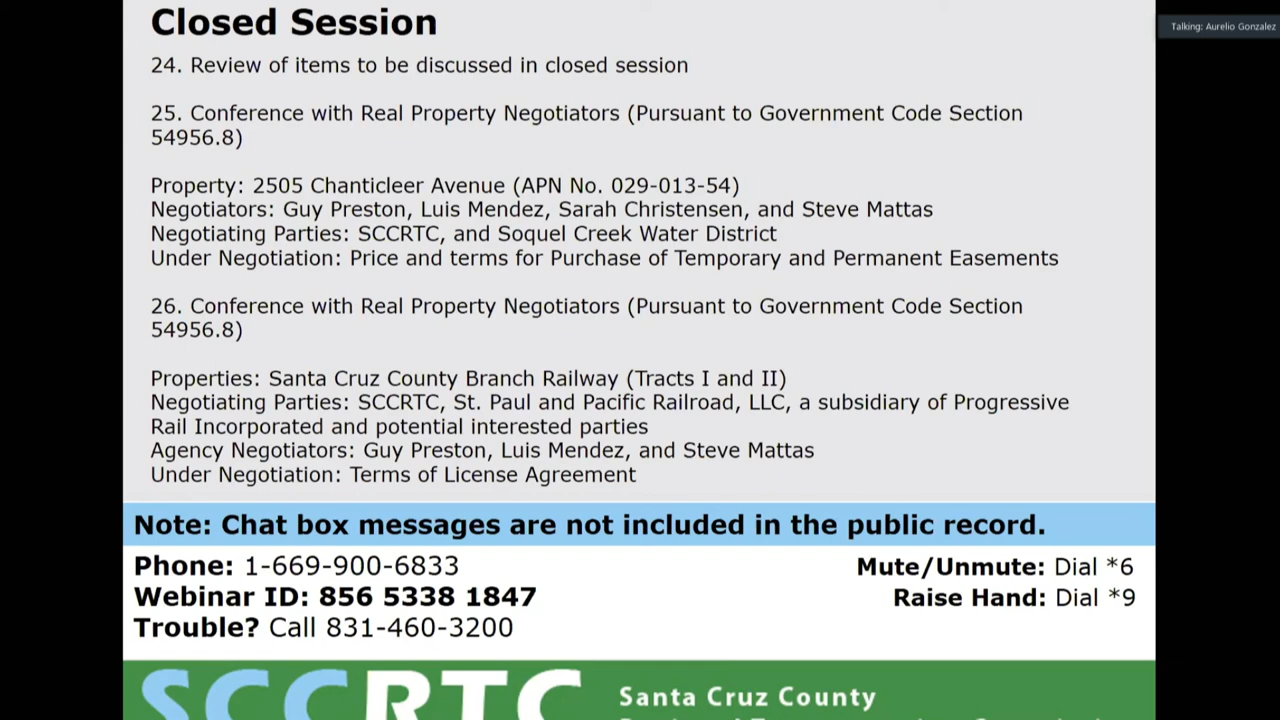 Closed Session
Talking: Aurelio Gonzalez
24. Review of items to be discussed in closed session
25. Conference with Real Property Negotiators (Pursuant to Government Code Section
54956.8)
Property: 2505 Chanticleer Avenue (APN No. 029-013-54)
Negotiators: Guy Preston, Luis Mendez, Sarah Christensen, and Steve Mattas
Negotiating Parties: SCCRTC, and Soquel Creek Water District
Under Negotiation: Price and terms for Purchase of Temporary and Permanent Easements
26. Conference with Real Property Negotiators (Pursuant to Government Code Section
54956.8)
Properties: Santa Cruz County Branch Railway (Tracts I and II)
Negotiating Parties: SCCRTC, St. Paul and Pacific Railroad, LLC, a subsidiary of Progressive
Rail Incorporated and potential interested parties
Agency Negotiators: Guy Preston, Luis Mendez, and Steve Mattas
Under Negotiation: Terms of License Agreement
Note: Chat box messages are not included in the public record.
Phone: 1-669-900-6833
Mute/Unmute: Dial *6
Webinar ID: 856 5338 1847
Raise Hand: Dial *9
Trouble? Call 831-460-3200
SCCRTC
Santa Cruz County